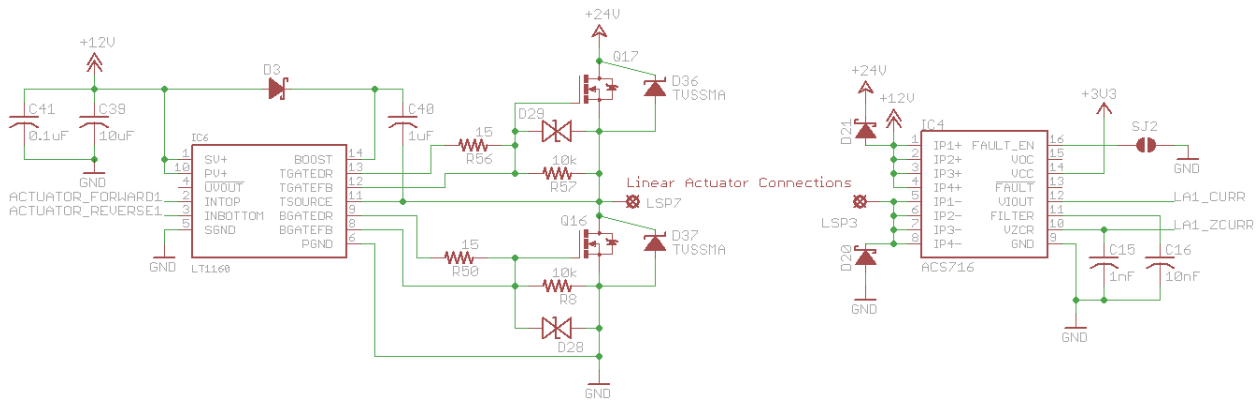 +24V
Q17
D36
TVSSMA
+12V
D3
C41
0.1uF
C39
10uF
C40
1uF
D29
15
R56
10k
R57
GND
IC6
1 SV+ BOOST 14
10 PV+ TGATEDR 13
4 UVOUT TGATEFB 12
2 INTOP TSOURCE 11
3 INBOTTOM BGATEDR 9
5 SGND BGATEFB 8
PGND 6
LT1160
ACTUATOR_FORWARD1
ACTUATOR_REVERSE1
GND
Linear Actuator Connections
LSP7
LSP3
Q16
D37
TVSSMA
15
R50
10k
R8
D28
GND
+24V
+12V
D21
+3V3
SJ2
GND
IC4
1 IP1+ FAULT_EN 16
2 IP2+ VOC 15
3 IP3+ VCC 14
4 IP4+ FAULT 13
5 IP1- VIOUT 12
6 IP2- FILTER 11
7 IP3- VZCR 10
8 IP4- GND 9
ACS716
LA1_CURR
LA1_ZCURR
D20
GND
C15
1nF
C16
10nF
GND